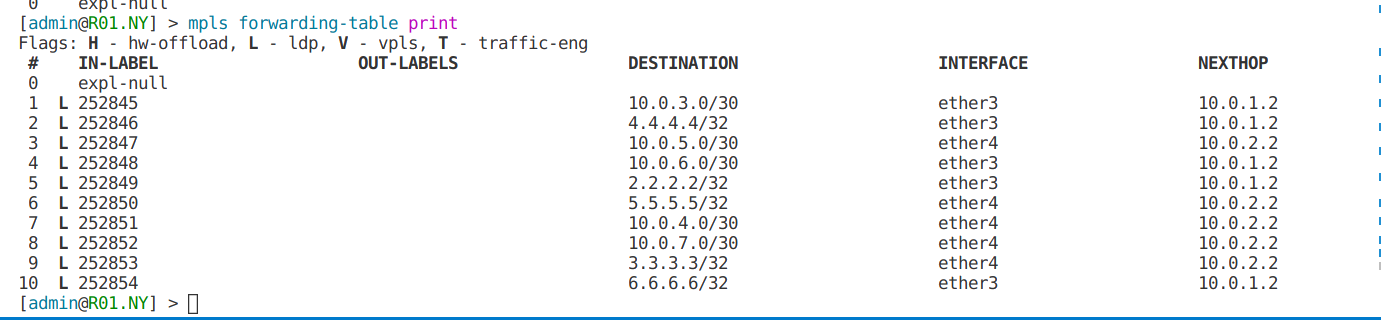 0 expl-null
[admin@R01.NY] > mpls forwarding-table print
Flags: H - hw-offload, L - ldp, V - vpls, T - traffic-eng
# IN-LABEL OUT-LABELS DESTINATION INTERFACE NEXTHOP
0 expl-null
1 L 252845 10.0.3.0/30 ether3 10.0.1.2
2 L 252846 4.4.4.4/32 ether3 10.0.1.2
3 L 252847 10.0.5.0/30 ether4 10.0.2.2
4 L 252848 10.0.6.0/30 ether3 10.0.1.2
5 L 252849 2.2.2.2/32 ether3 10.0.1.2
6 L 252850 5.5.5.5/32 ether4 10.0.2.2
7 L 252851 10.0.4.0/30 ether4 10.0.2.2
8 L 252852 10.0.7.0/30 ether4 10.0.2.2
9 L 252853 3.3.3.3/32 ether4 10.0.2.2
10 L 252854 6.6.6.6/32 ether3 10.0.1.2
[admin@R01.NY] >